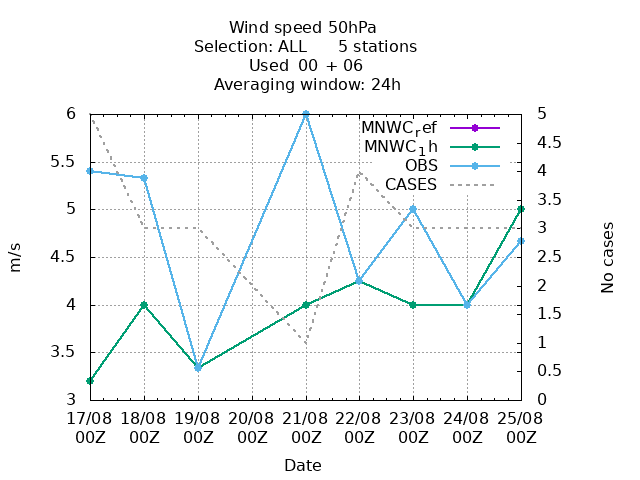 Wind speed 50hPa
Selection: ALL      5 stations
Used  00 + 06
Averaging window: 24h
MNWCref
MNWC1h
OBS
CASES
6
5.5
5
4.5
4
3.5
3
m/s
5
4.5
4
3.5
3
2.5
2
1.5
1
0.5
0
No cases
17/08 18/08 19/08 20/08 21/08 22/08 23/08 24/08 25/08
00Z 00Z 00Z 00Z 00Z 00Z 00Z 00Z 00Z
Date